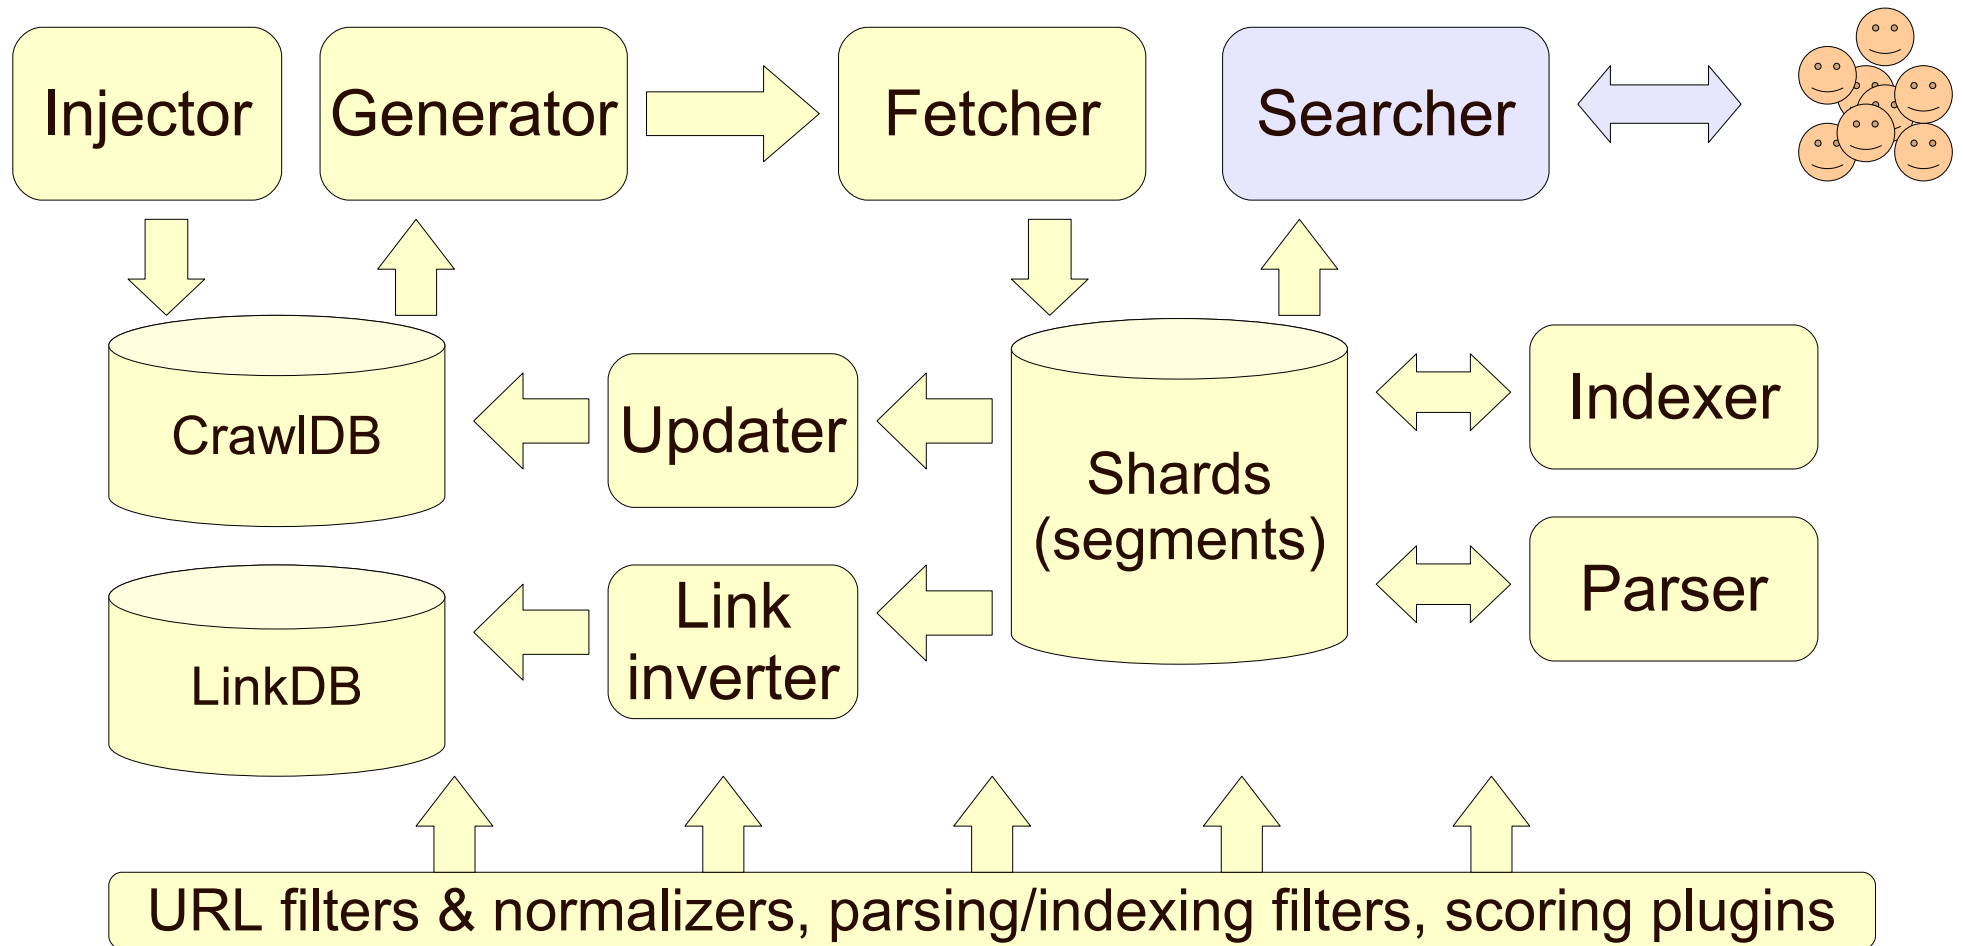 Injector
Generator
Fetcher
Searcher
CrawlDB
Updater
Shards
(segments)
Indexer
LinkDB
Link
inverter
Parser
URL filters & normalizers, parsing/indexing filters, scoring plugins